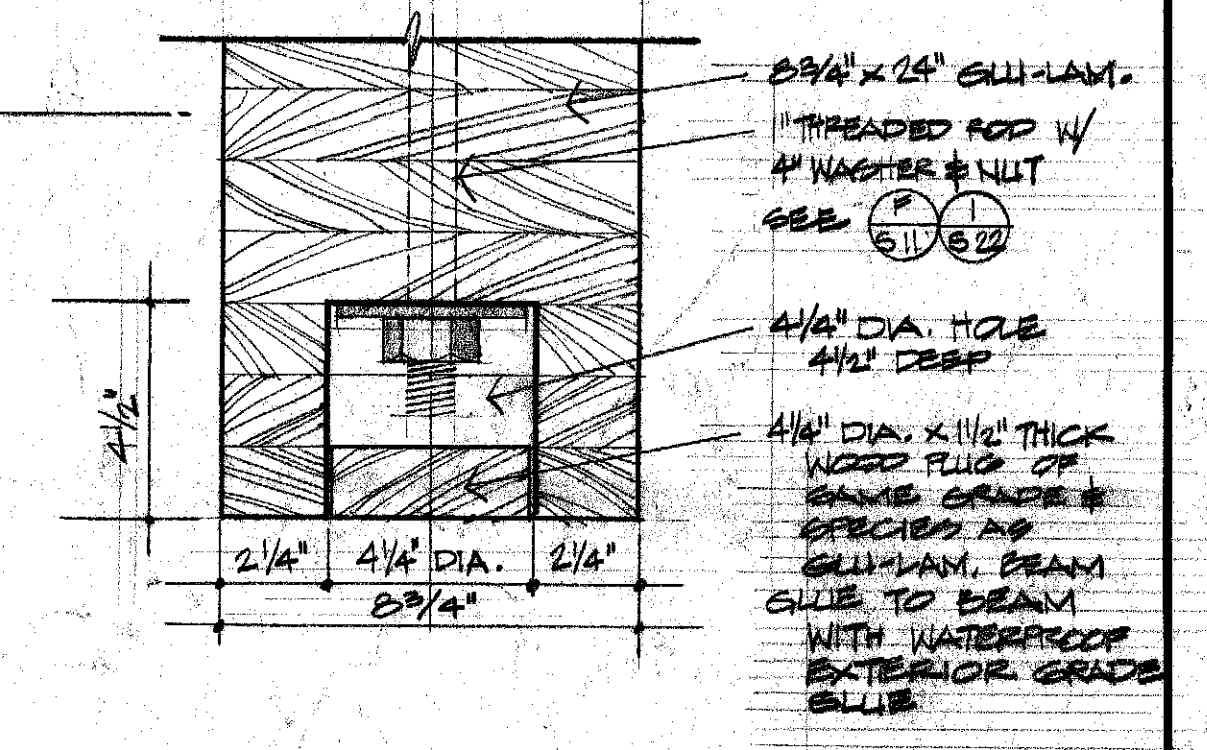 8 3/4" x 24" GLU-LAM.
1" THREADED ROD W/
4" WASHER & NUT
SEE F 1
S 11 S 22
4 1/4" DIA. HOLE
4 1/2" DEEP
4 1/4" DIA. X 1 1/2" THICK
WOOD PLUG OF
SAME GRADE &
SPECIES AS
GLU-LAM. BEAM
GLUE TO BEAM
WITH WATERPROOF
EXTERIOR GRADE
GLUE
4 1/2"
2 1/4" 4 1/4" DIA. 2 1/4"
8 3/4"